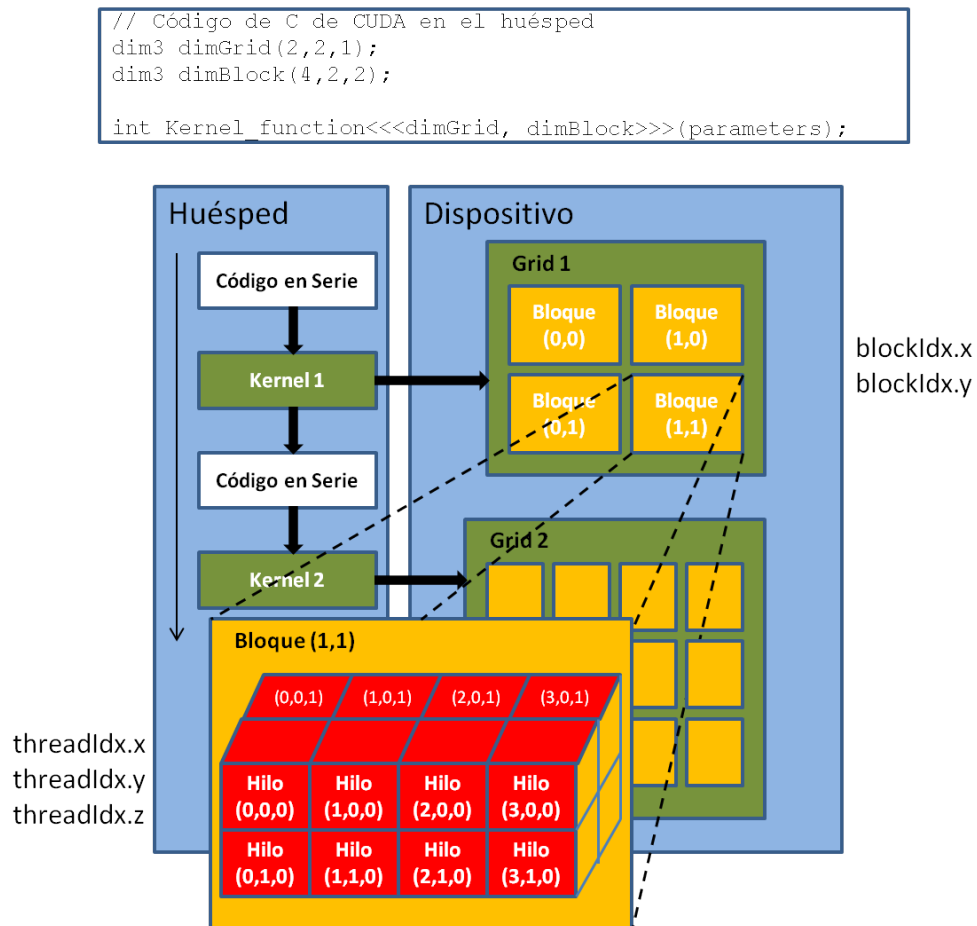 // Código de C de CUDA en el huésped
dim3 dimGrid(2,2,1);
dim3 dimBlock(4,2,2);
int Kernel_function<<<dimGrid, dimBlock>>>(parameters);
Huésped
Dispositivo
Código en Serie
Kernel 1
Código en Serie
Kernel 2
Grid 1
Bloque
(0,0)
Bloque
(1,0)
Bloque
(0,1)
Bloque
(1,1)
blockIdx.x
blockIdx.y
Grid 2
Bloque (1,1)
(0,0,1)
(1,0,1)
(2,0,1)
(3,0,1)
Hilo
(0,0,0)
Hilo
(1,0,0)
Hilo
(2,0,0)
Hilo
(3,0,0)
Hilo
(0,1,0)
Hilo
(1,1,0)
Hilo
(2,1,0)
Hilo
(3,1,0)
threadIdx.x
threadIdx.y
threadIdx.z